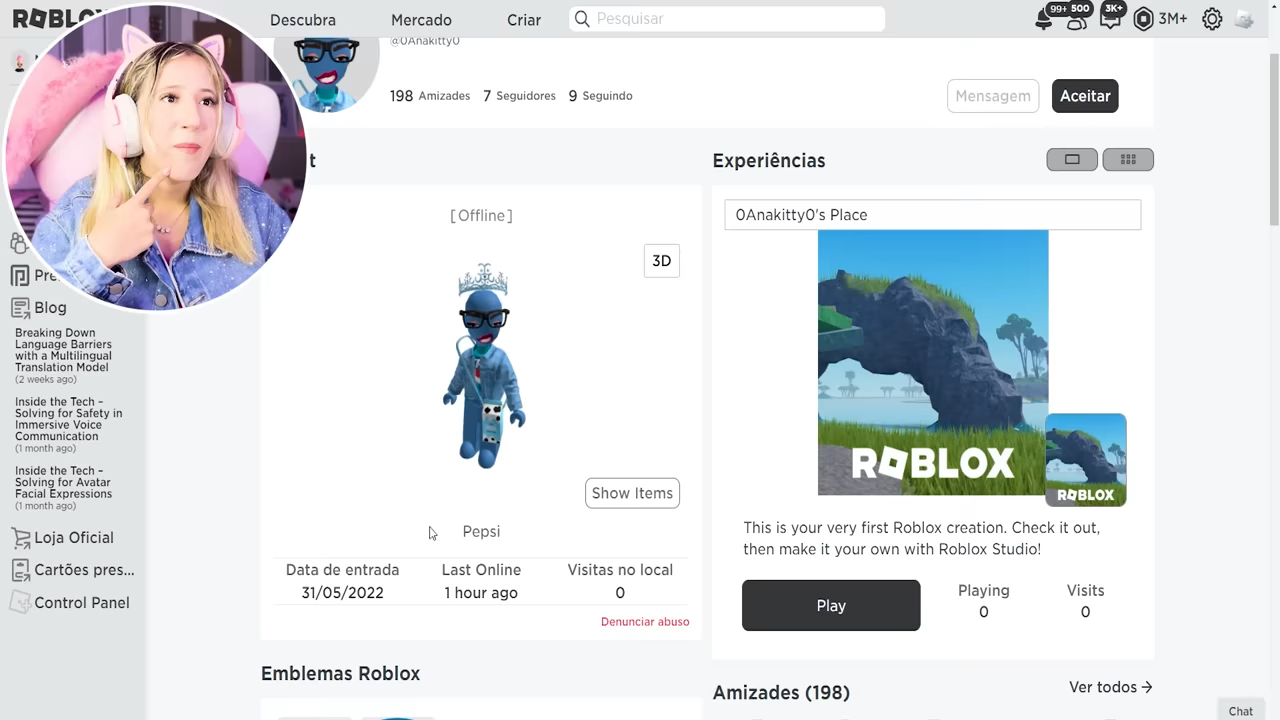 ROBLOX
Descubra
Mercado
Criar
Pesquisar
99+
500
3K+
3M+
@0Anakitty0
198 Amizades 7 Seguidores 9 Seguindo
Mensagem
Aceitar
t
[Offline]
3D
Show Items
Pepsi
Data de entrada
31/05/2022
Last Online
1 hour ago
Visitas no local
0
Denunciar abuso
Emblemas Roblox
Experiências
0Anakitty0's Place
ROBLOX
ROBLOX
This is your very first Roblox creation. Check it out,
then make it your own with Roblox Studio!
Play
Playing
0
Visits
0
Amizades (198)
Ver todos
Blog
Breaking Down
Language Barriers
with a Multilingual
Translation Model
(2 weeks ago)
Inside the Tech -
Solving for Safety in
Immersive Voice
Communication
(1 month ago)
Inside the Tech -
Solving for Avatar
Facial Expressions
(1 month ago)
Loja Oficial
Cartões pres...
Control Panel
Chat